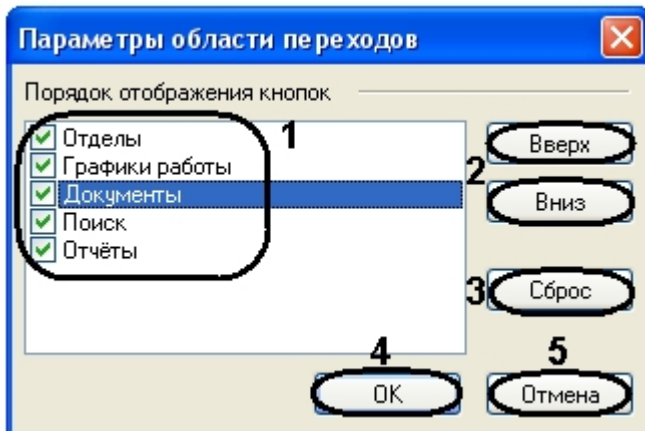 Параметры области переходов
Порядок отображения кнопок
Отделы 1
Графики работы
Документы
Поиск
Отчёты
Вверх
2
Вниз
3 Сброс
4 5
OK Отмена